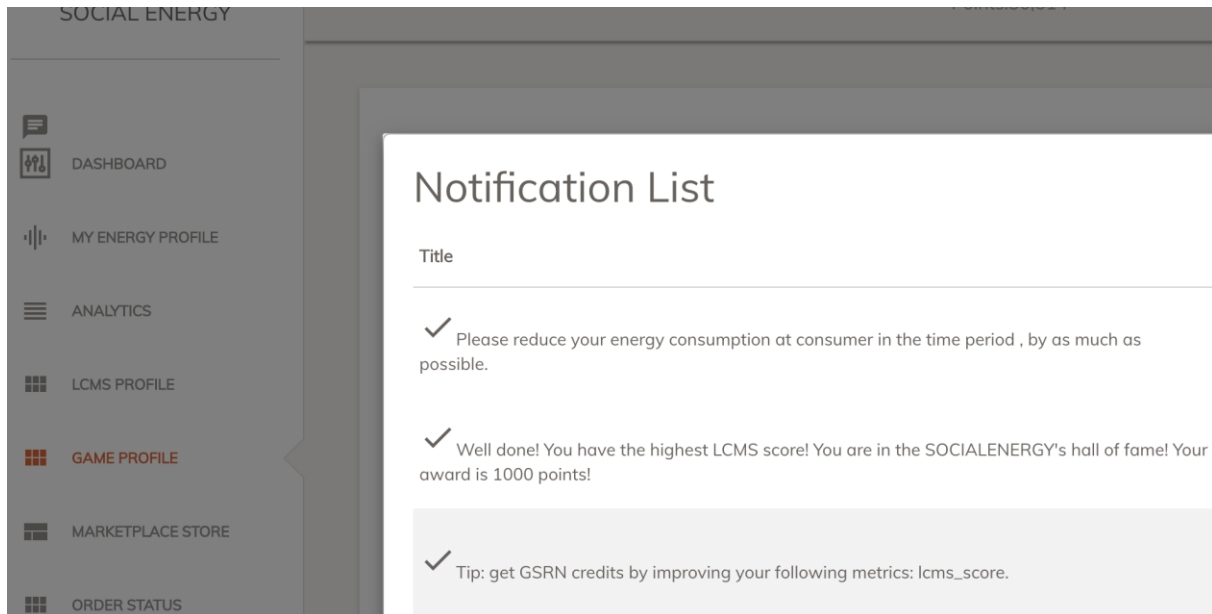 SOCIAL ENERGY
DASHBOARD
MY ENERGY PROFILE
ANALYTICS
LCMS PROFILE
GAME PROFILE
MARKETPLACE STORE
ORDER STATUS
Notification List
Title
Please reduce your energy consumption at consumer in the time period , by as much as
possible.
Well done! You have the highest LCMS score! You are in the SOCIALENERGY's hall of fame! Your
award is 1000 points!
Tip: get GSRN credits by improving your following metrics: lcms_score.